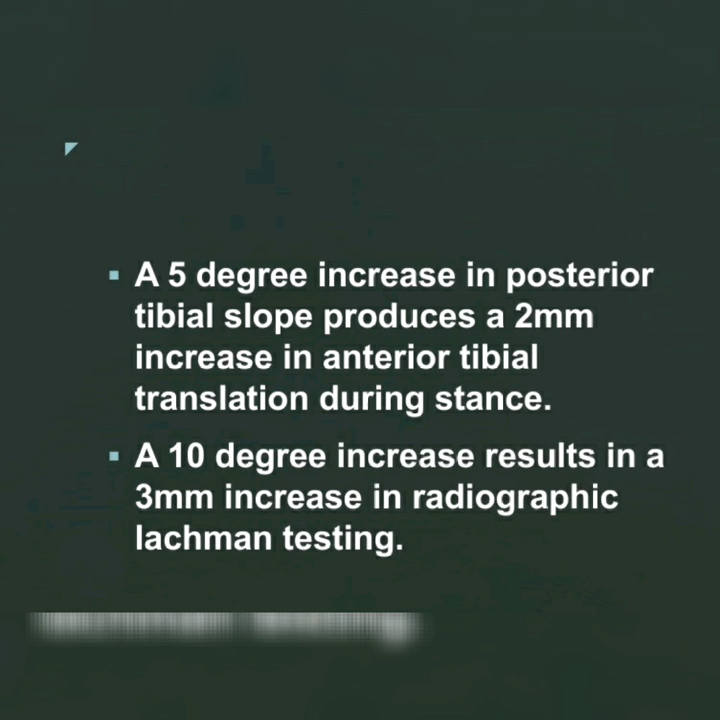 A 5 degree increase in posterior
tibial slope produces a 2mm
increase in anterior tibial
translation during stance.
A 10 degree increase results in a
3mm increase in radiographic
lachman testing.